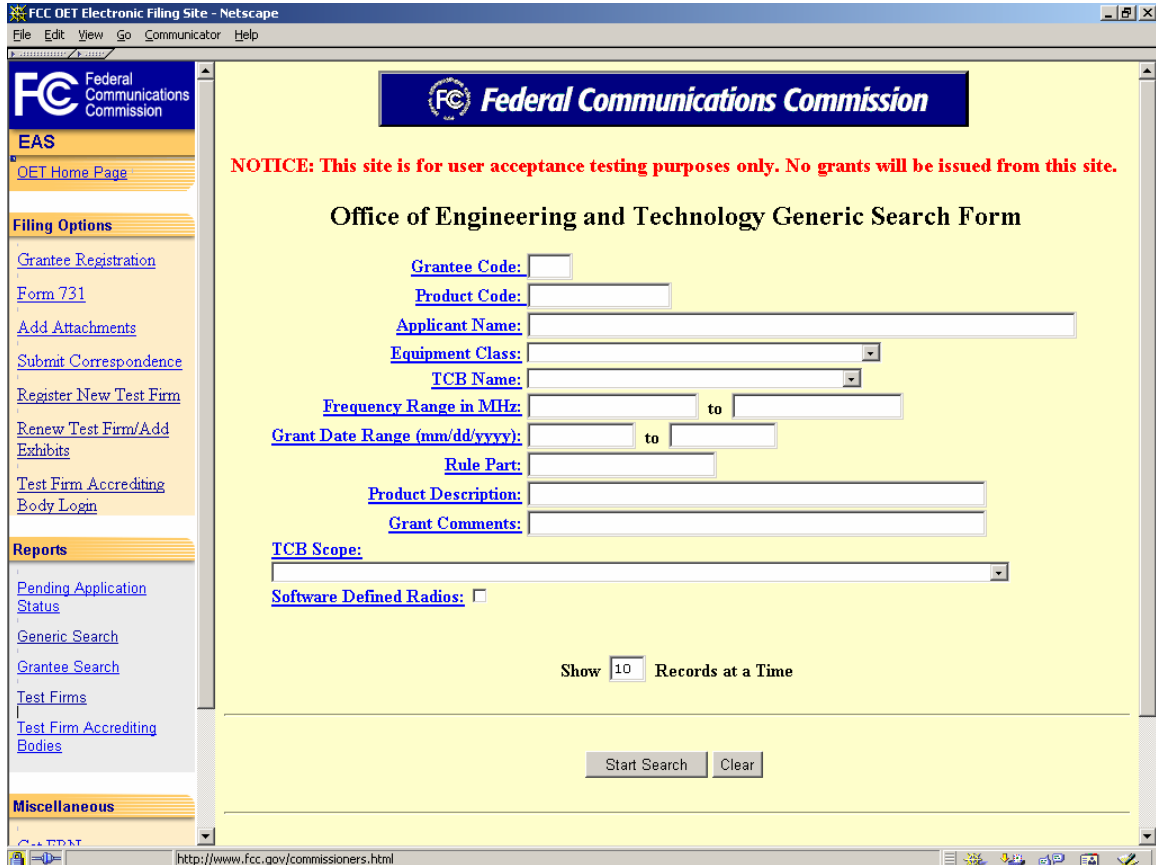 FCC OET Electronic Filing Site - Netscape
File Edit View Go Communicator Help
FC Federal
Communications
Commission
EAS
OET Home Page
Filing Options
Grantee Registration
Form 731
Add Attachments
Submit Correspondence
Register New Test Firm
Renew Test Firm/Add
Exhibits
Test Firm Accrediting
Body Login
Reports
Pending Application
Status
Generic Search
Grantee Search
Test Firms
Test Firm Accrediting
Bodies
Miscellaneous
Get FRN
FC Federal Communications Commission
NOTICE: This site is for user acceptance testing purposes only. No grants will be issued from this site.
Office of Engineering and Technology Generic Search Form
Grantee Code:
Product Code:
Applicant Name:
Equipment Class:
TCB Name:
Frequency Range in MHz: to
Grant Date Range (mm/dd/yyyy): to
Rule Part:
Product Description:
Grant Comments:
TCB Scope:
Software Defined Radios:
Show 10 Records at a Time
Start Search Clear
http://www.fcc.gov/commissioners.html